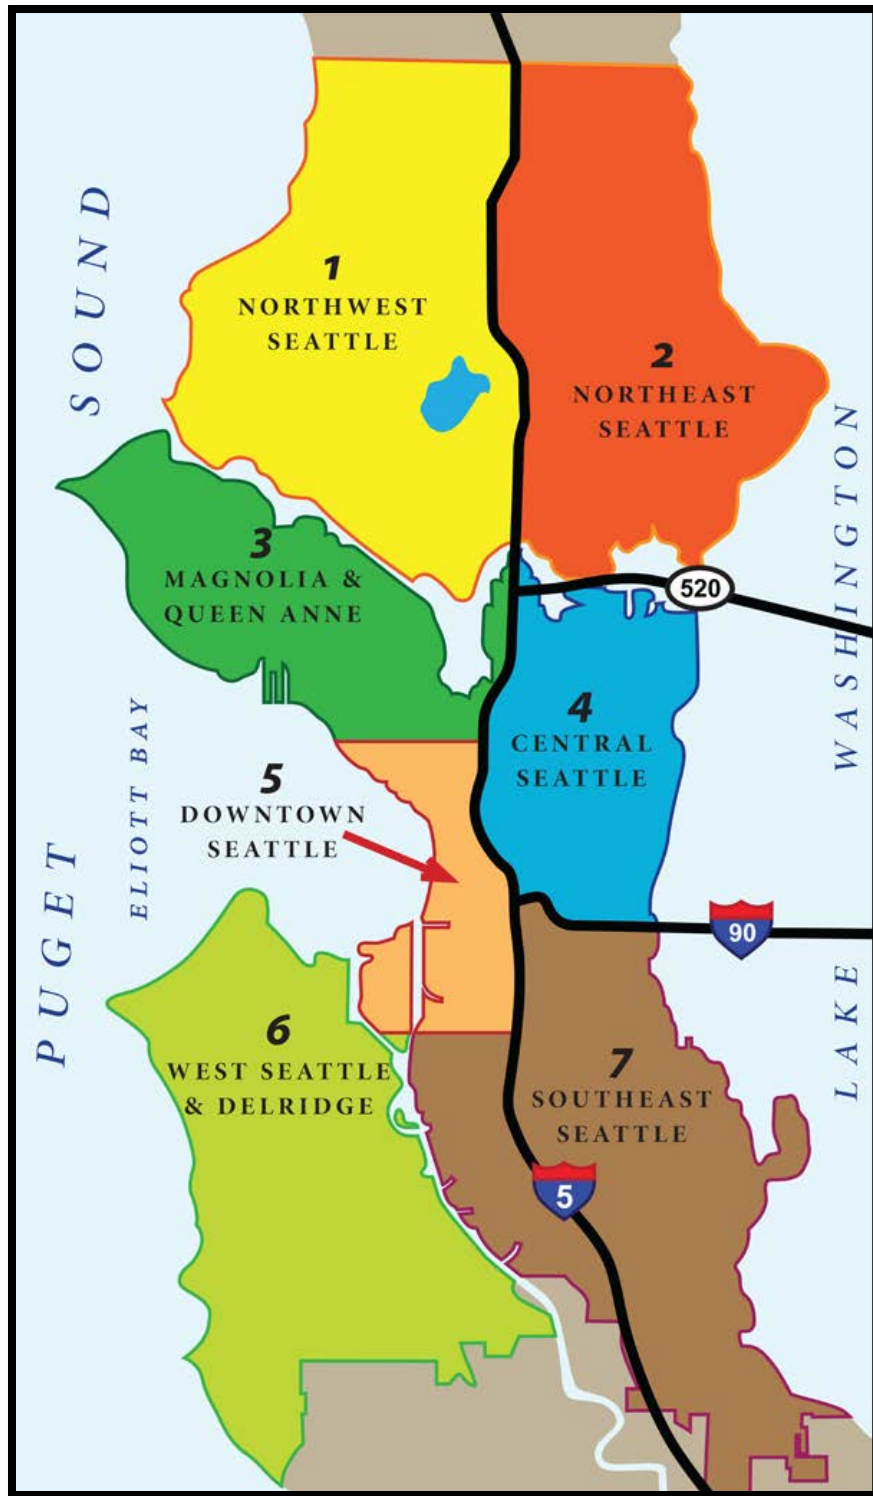 1
NORTHWEST
SEATTLE
2
NORTHEAST
SEATTLE
3
MAGNOLIA &
QUEEN ANNE
520
4
CENTRAL
SEATTLE
5
DOWNTOWN
SEATTLE
90
6
WEST SEATTLE
& DELRIDGE
7
SOUTHEAST
SEATTLE
5
PUGET SOUND
ELIOTT BAY
LAKE WASHINGTON